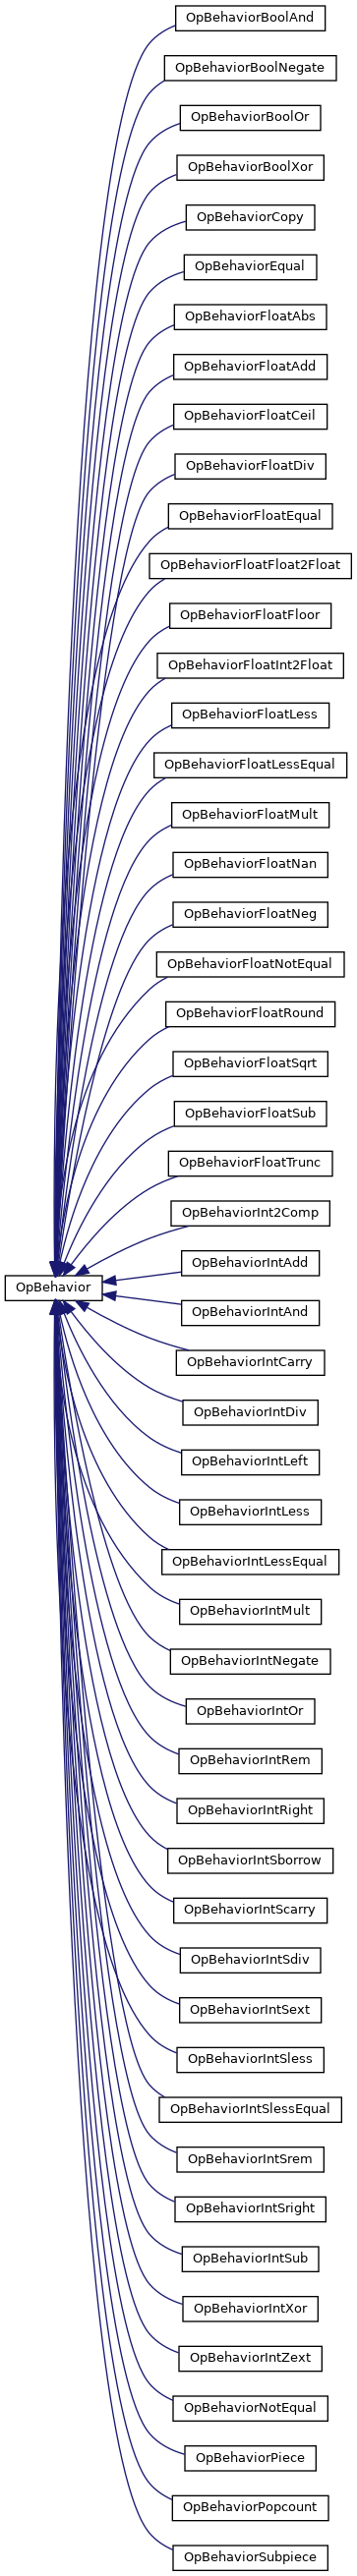 OpBehaviorBoolAnd
OpBehaviorBoolNegate
OpBehaviorBoolOr
OpBehaviorBoolXor
OpBehaviorCopy
OpBehaviorEqual
OpBehaviorFloatAbs
OpBehaviorFloatAdd
OpBehaviorFloatCeil
OpBehaviorFloatDiv
OpBehaviorFloatEqual
OpBehaviorFloatFloat2Float
OpBehaviorFloatFloor
OpBehaviorFloatInt2Float
OpBehaviorFloatLess
OpBehaviorFloatLessEqual
OpBehaviorFloatMult
OpBehaviorFloatNan
OpBehaviorFloatNeg
OpBehaviorFloatNotEqual
OpBehaviorFloatRound
OpBehaviorFloatSqrt
OpBehaviorFloatSub
OpBehaviorFloatTrunc
OpBehaviorInt2Comp
OpBehaviorIntAdd
OpBehavior
OpBehaviorIntAnd
OpBehaviorIntCarry
OpBehaviorIntDiv
OpBehaviorIntLeft
OpBehaviorIntLess
OpBehaviorIntLessEqual
OpBehaviorIntMult
OpBehaviorIntNegate
OpBehaviorIntOr
OpBehaviorIntRem
OpBehaviorIntRight
OpBehaviorIntSborrow
OpBehaviorIntScarry
OpBehaviorIntSdiv
OpBehaviorIntSext
OpBehaviorIntSless
OpBehaviorIntSlessEqual
OpBehaviorIntSrem
OpBehaviorIntSright
OpBehaviorIntSub
OpBehaviorIntXor
OpBehaviorIntZext
OpBehaviorNotEqual
OpBehaviorPiece
OpBehaviorPopcount
OpBehaviorSubpiece